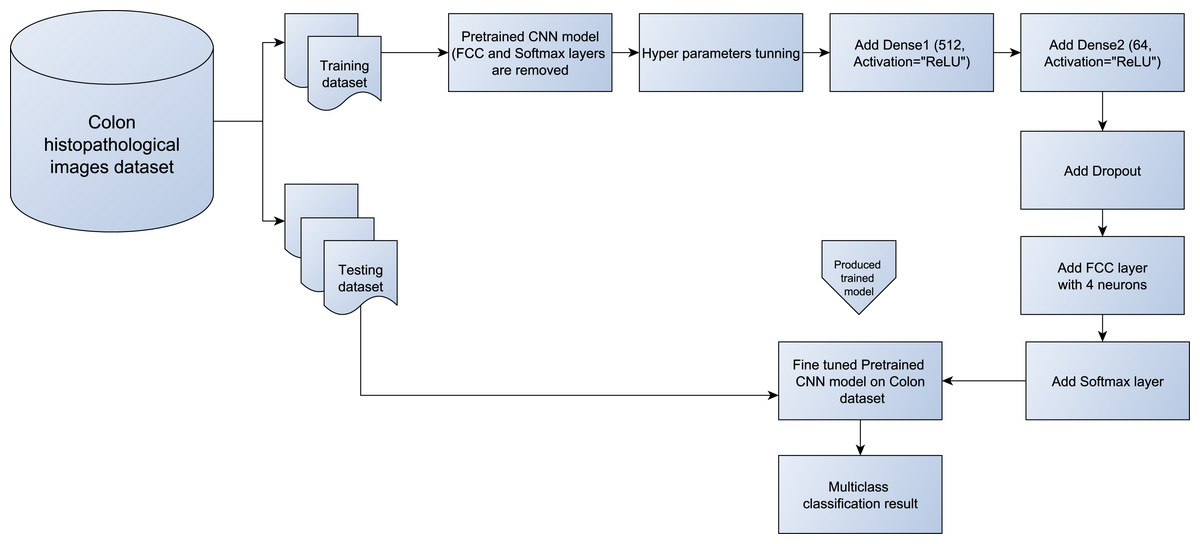 Colon
histopathological
images dataset
Training
dataset
Pretrained CNN model
(FCC and Softmax layers
are removed
Hyper parameters tunning
Add Dense1 (512,
Activation="ReLU")
Add Dense2 (64,
Activation="ReLU")
Add Dropout
Testing
dataset
Produced
trained
model
Add FCC layer
with 4 neurons
Fine tuned Pretrained
CNN model on Colon
dataset
Add Softmax layer
Multiclass
classification result